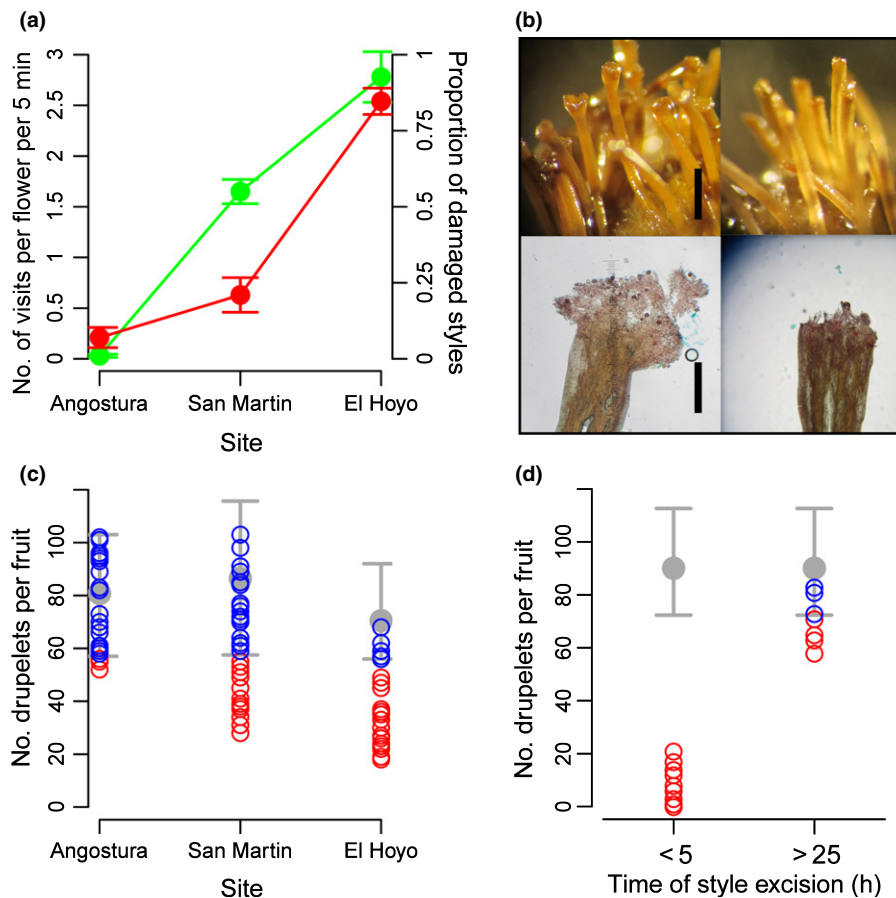 (a)
No. of visits per flower per 5 min
3
2.5
2
1.5
1
0.5
0
1
0.75
0.5
0.25
0
Proportion of damaged styles
Angostura San Martin El Hoyo
Site
(b)
(c)
No. drupelets per fruit
100
80
60
40
20
0
Angostura San Martin El Hoyo
Site
(d)
No. drupelets per fruit
100
80
60
40
20
0
< 5 > 25
Time of style excision (h)